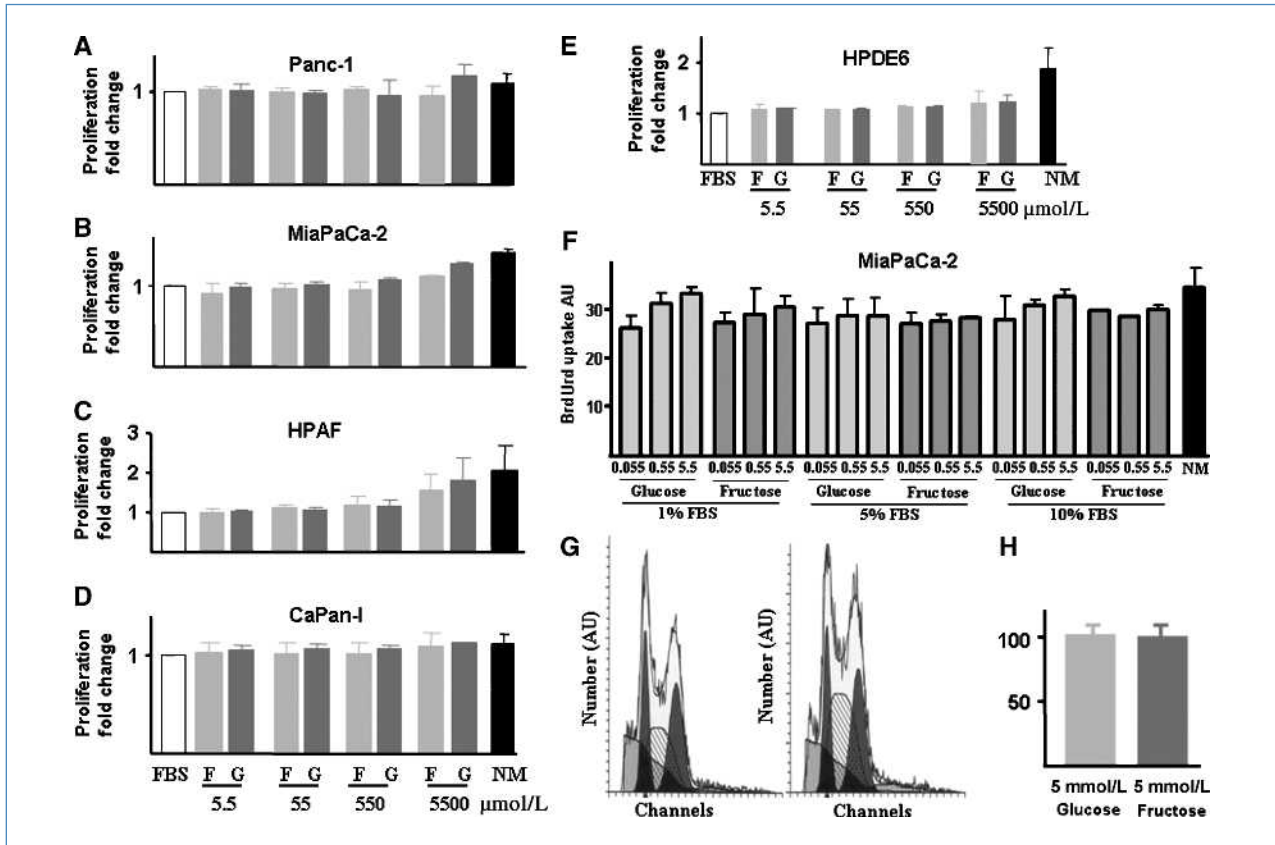 A
Panc-1
Proliferation
fold change
1
B
MiaPaCa-2
Proliferation
fold change
1
C
HPAF
Proliferation
fold change
3
2
1
D
CaPan-I
Proliferation
fold change
1
FBS F G F G F G F G NM
5.5 55 550 5500 μmol/L
E
HPDE6
Proliferation
fold change
2
1
FBS F G F G F G F G NM
5.5 55 550 5500 μmol/L
F
MiaPaCa-2
BrdUrd uptake AU
30
20
10
0.055 0.55 5.5 0.055 0.55 5.5 0.055 0.55 5.5 0.055 0.55 5.5 0.055 0.55 5.5 0.055 0.55 5.5 NM
Glucose Fructose Glucose Fructose Glucose Fructose
1% FBS 5% FBS 10% FBS
G
Number (AU)
Channels
Number (AU)
Channels
H
100
50
5 mmol/L 5 mmol/L
Glucose Fructose